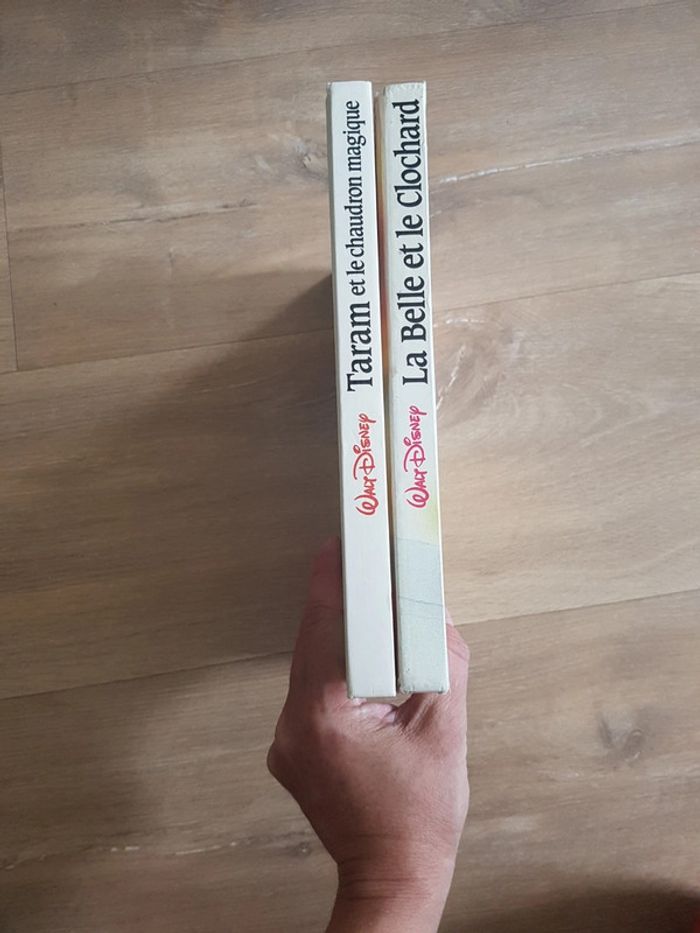 Walt Disney Taram et le chaudron magique
Walt Disney La Belle et le Clochard